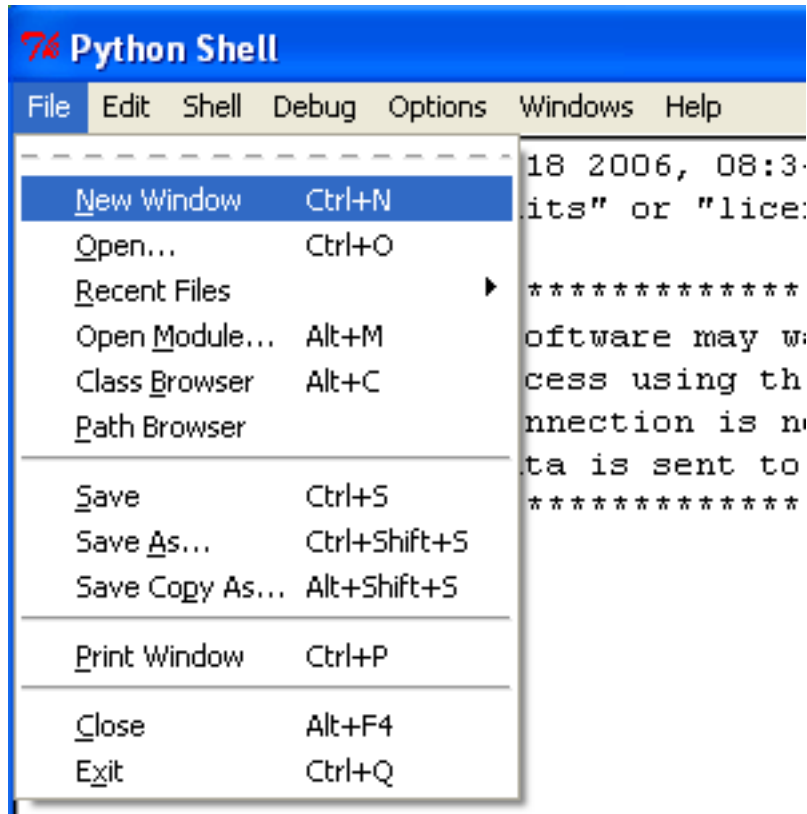 Tk Python Shell
File Edit Shell Debug Options Windows Help
18 2006, 08:3
New Window Ctrl+N
its" or "lice
Open... Ctrl+O
Recent Files
*************
Open Module... Alt+M
oftware may w
Class Browser Alt+C
cess using th
Path Browser
nnection is n
ta is sent to
Save Ctrl+S
*************
Save As... Ctrl+Shift+S
Save Copy As... Alt+Shift+S
Print Window Ctrl+P
Close Alt+F4
Exit Ctrl+Q